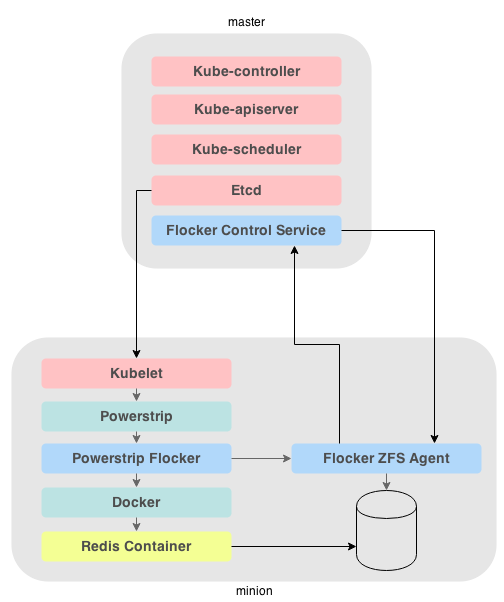 master
Kube-controller
Kube-apiserver
Kube-scheduler
Etcd
Flocker Control Service
Kubelet
Powerstrip
Powerstrip Flocker
Flocker ZFS Agent
Docker
Redis Container
minion